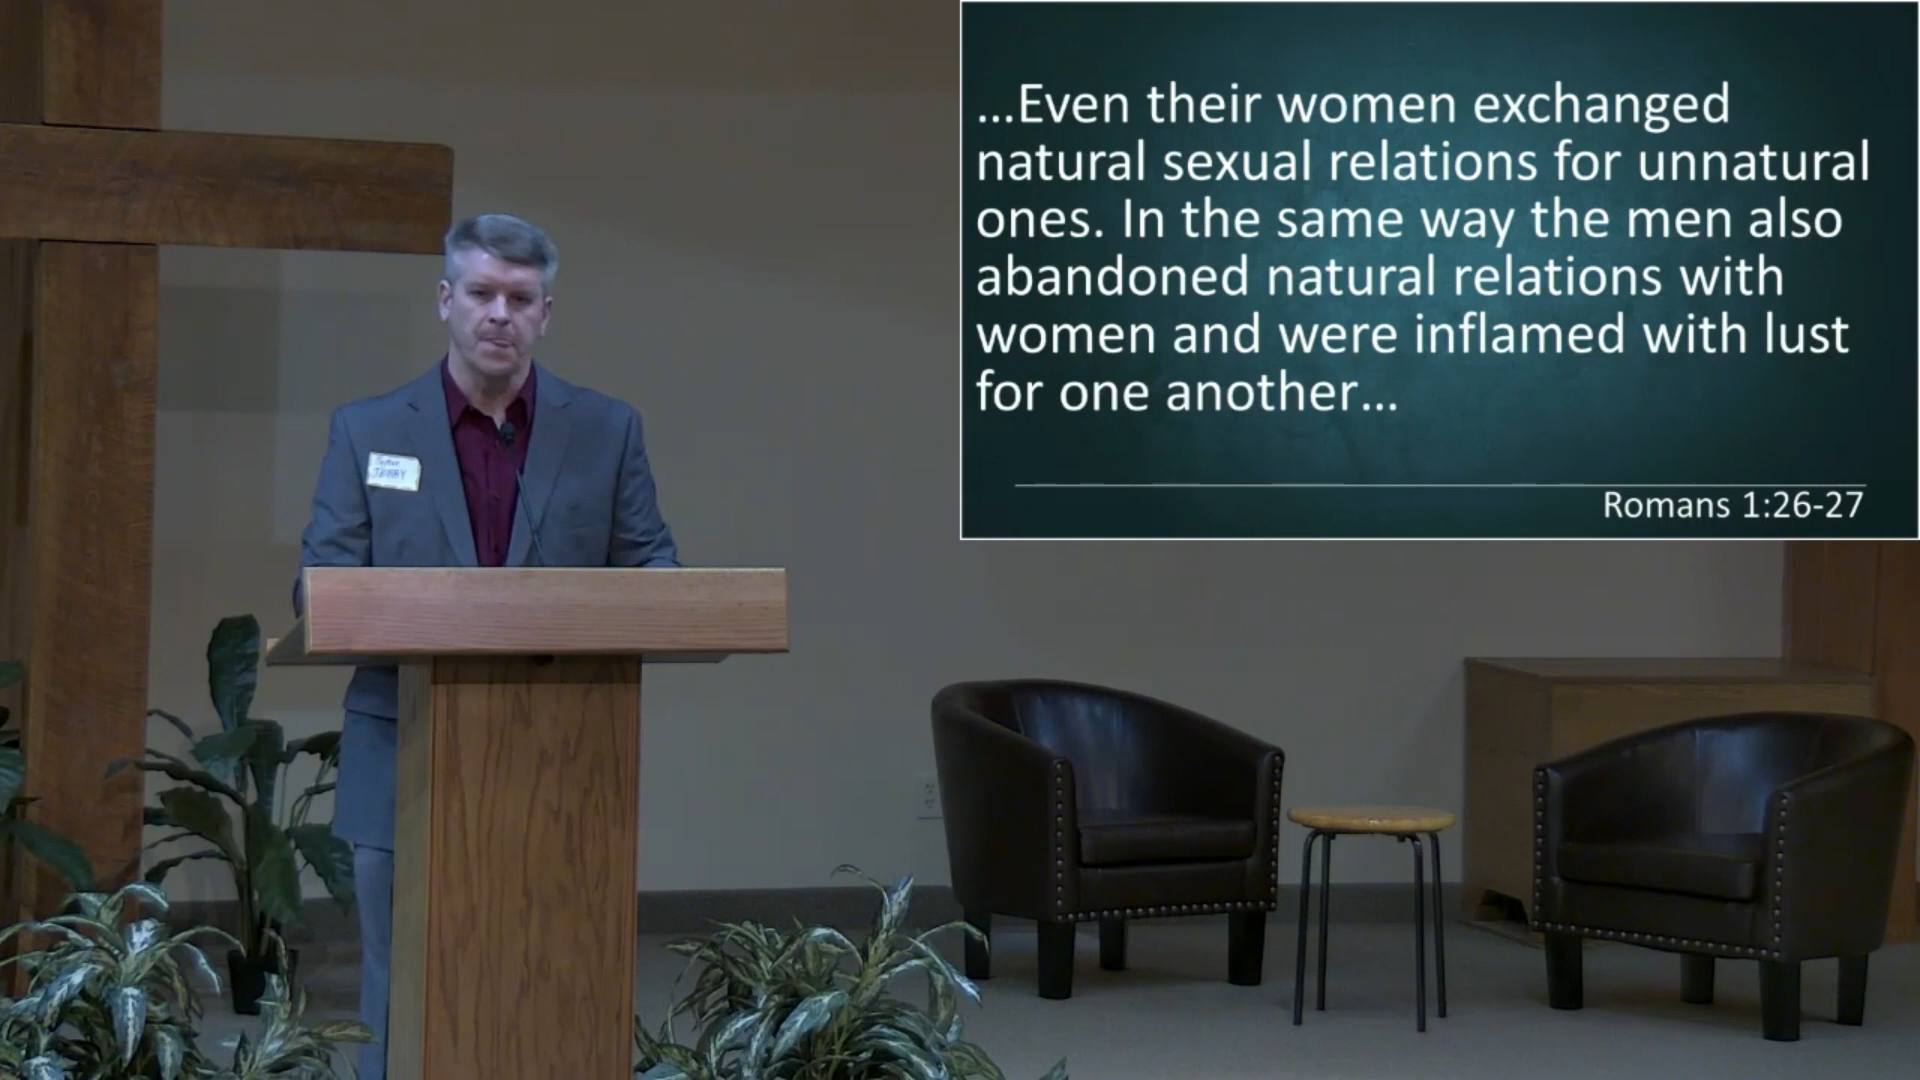 …Even their women exchanged
natural sexual relations for unnatural
ones. In the same way the men also
abandoned natural relations with
women and were inflamed with lust
for one another…
Romans 1:26-27